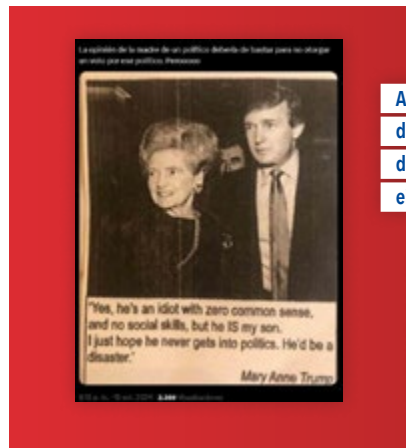 La opinión de la madre de un político debería de bastar para no otorgar
un voto por ese político. Perooooo
"Yes, he's an idiot with zero common sense,
and no social skills, but he IS my son.
I just hope he never gets into politics. He'd be a
disaster."
Mary Anne Trump
A
d
d
e